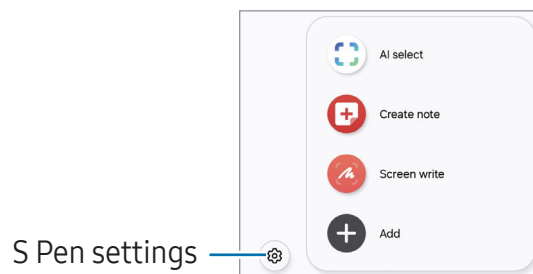 AI select
Create note
Screen write
Add
S Pen settings